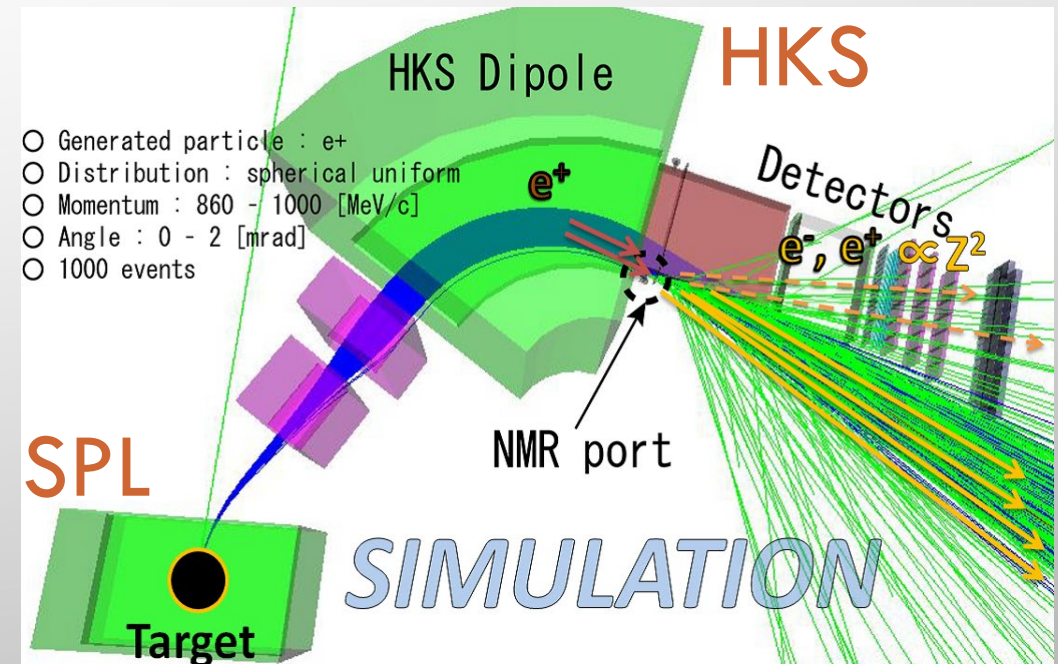 HKS
HKS Dipole
○ Generated particle : e+
○ Distribution : spherical uniform
○ Momentum : 860 - 1000 [MeV/c]
○ Angle : 0 - 2 [mrad]
○ 1000 events
e⁺
Detectors
e⁻, e⁺ ∝ Z²
NMR port
SPL
SIMULATION
Target